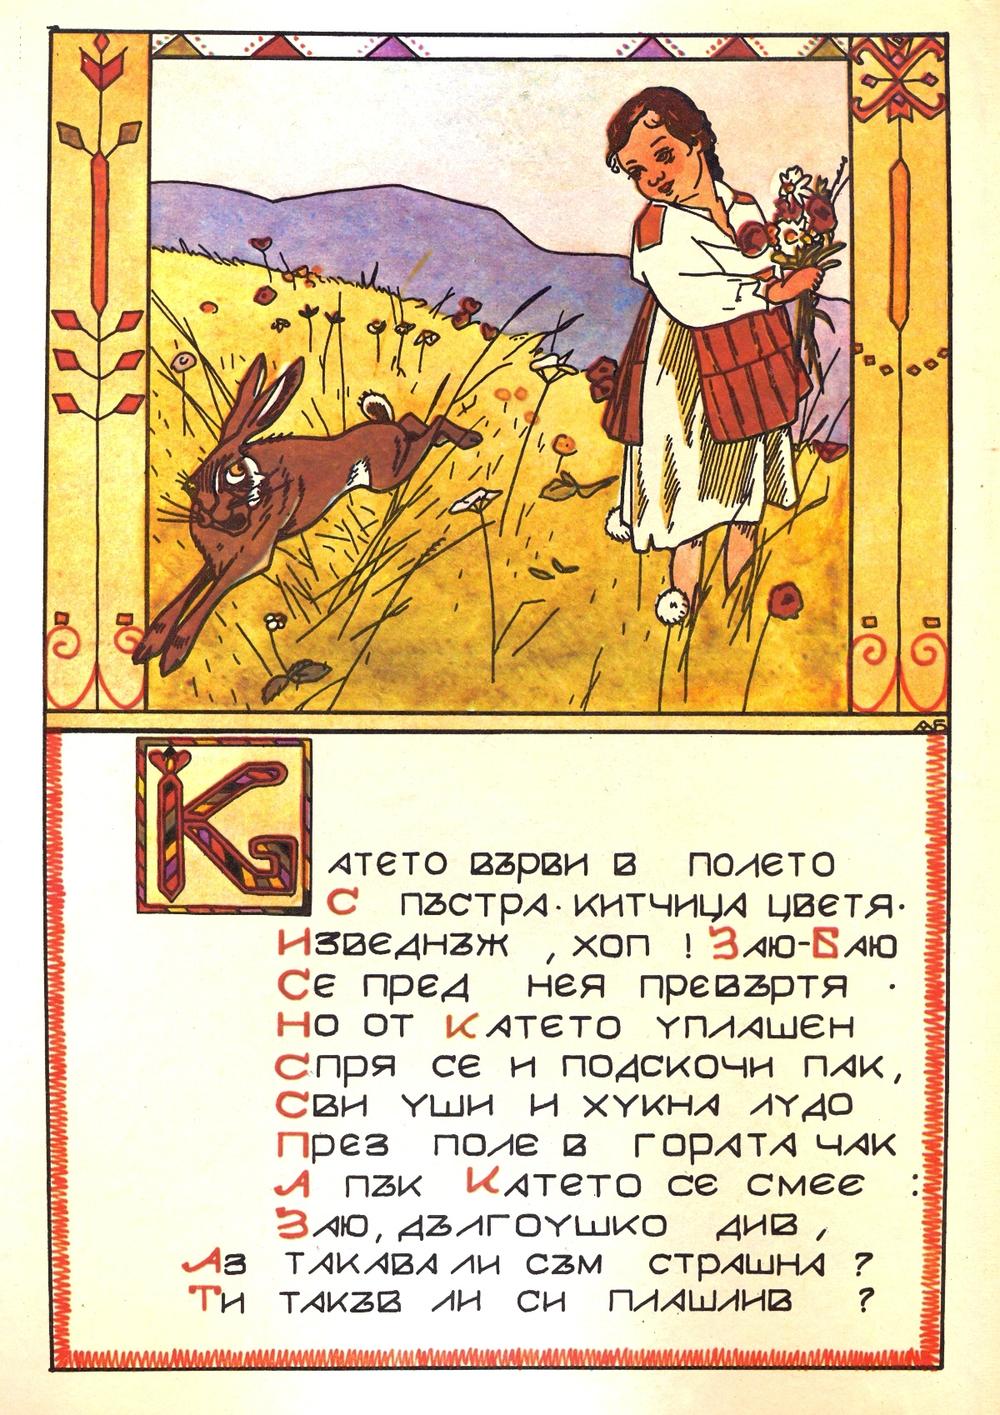 АБ
КАТЕТО ВЪРВИ В ПОЛЕТО
С ПЪСТРА КИТЧИЦА ЦВЕТЯ.
ИЗВЕДНЪЖ , ХОП ! ЗАЮ-БАЮ
СЕ ПРЕД НЕЯ ПРЕВЪРТЯ .
НО ОТ КАТЕТО УПЛАШЕН
СПРЯ СЕ И ПОДСКОЧИ ПАК,
СВИ УШИ И ХУКНА ЛУДО
ПРЕЗ ПОЛЕ В ГОРАТА ЧАК
А ПЪК КАТЕТО СЕ СМЕЕ :
ЗАЮ, ДЪЛГОУШКО ДИВ ,
АЗ ТАКАВА ЛИ СЪМ СТРАШНА ?
ТИ ТАКЪВ ЛИ СИ ПЛАШЛИВ ?